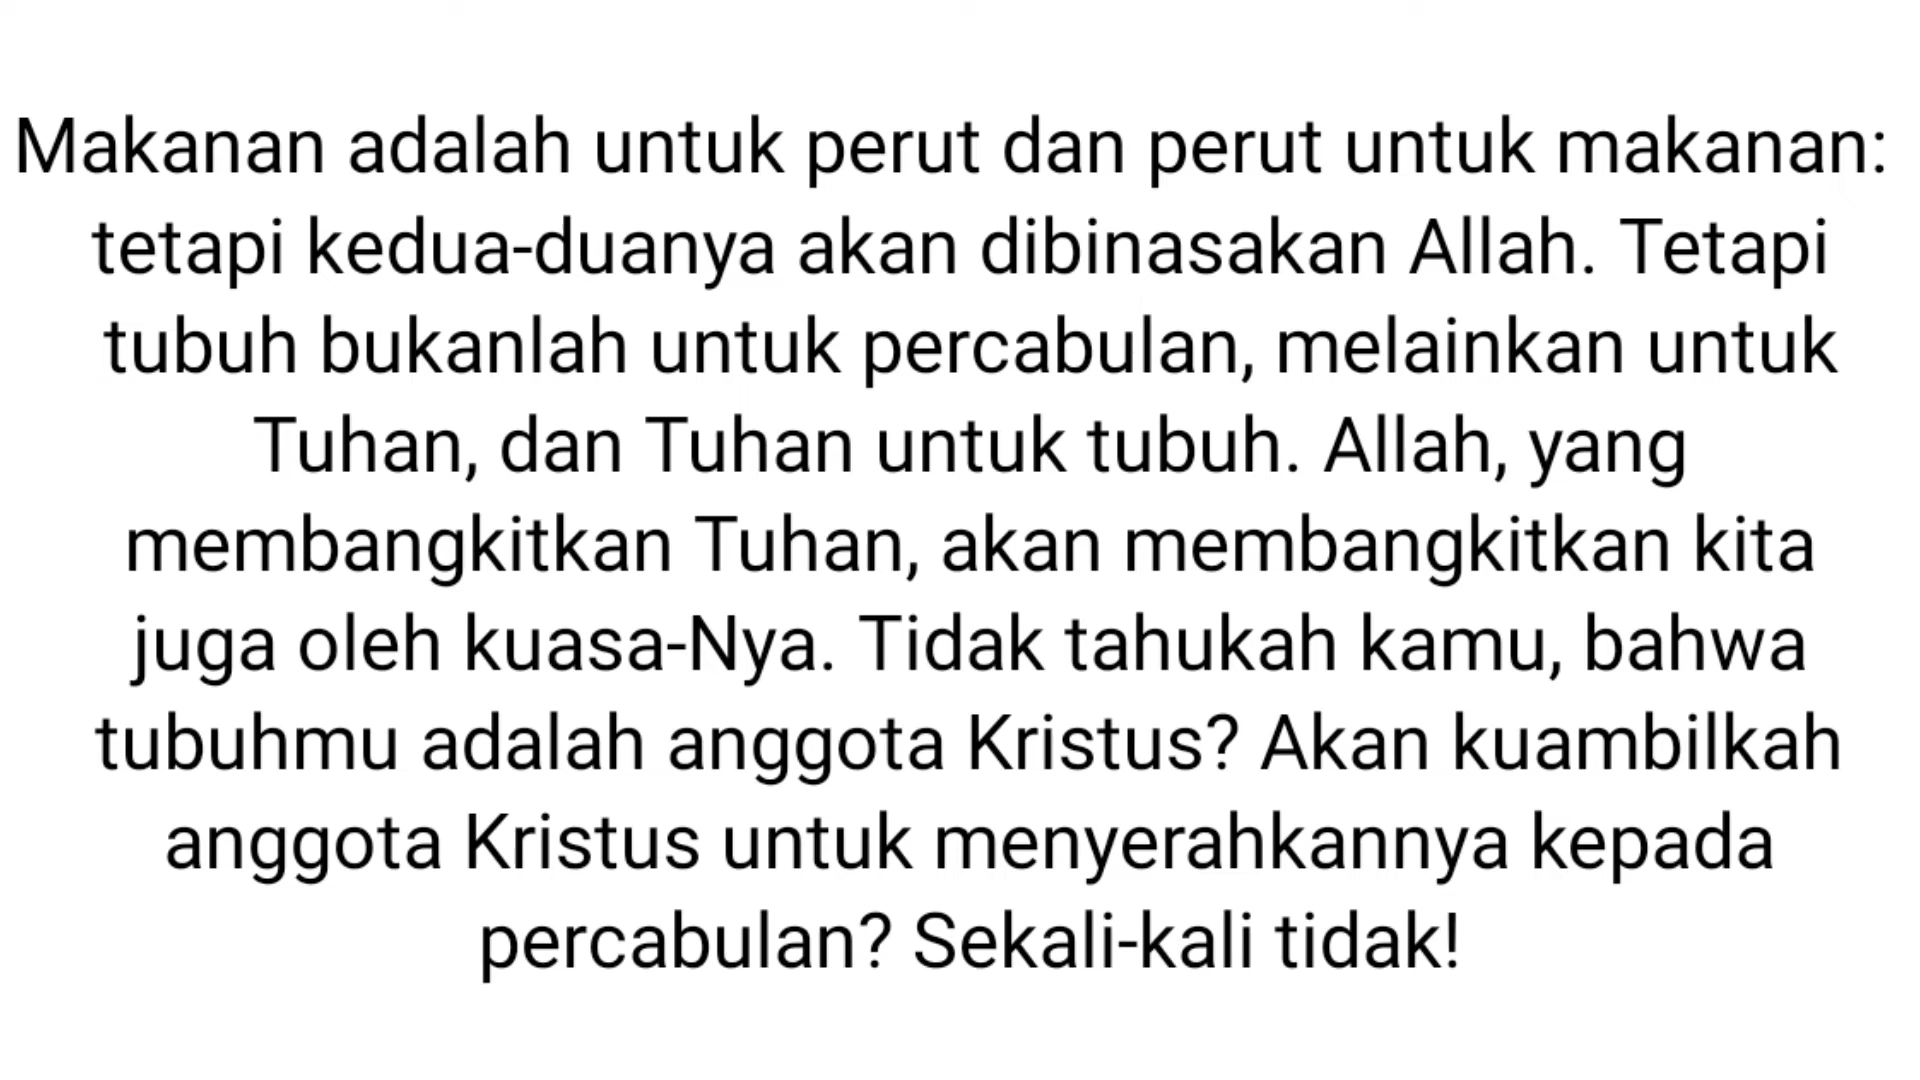 Makanan adalah untuk perut dan perut untuk makanan:
tetapi kedua-duanya akan dibinasakan Allah. Tetapi
tubuh bukanlah untuk percabulan, melainkan untuk
Tuhan, dan Tuhan untuk tubuh. Allah, yang
membangkitkan Tuhan, akan membangkitkan kita
juga oleh kuasa-Nya. Tidak tahukah kamu, bahwa
tubuhmu adalah anggota Kristus? Akan kuambilkah
anggota Kristus untuk menyerahkannya kepada
percabulan? Sekali-kali tidak!